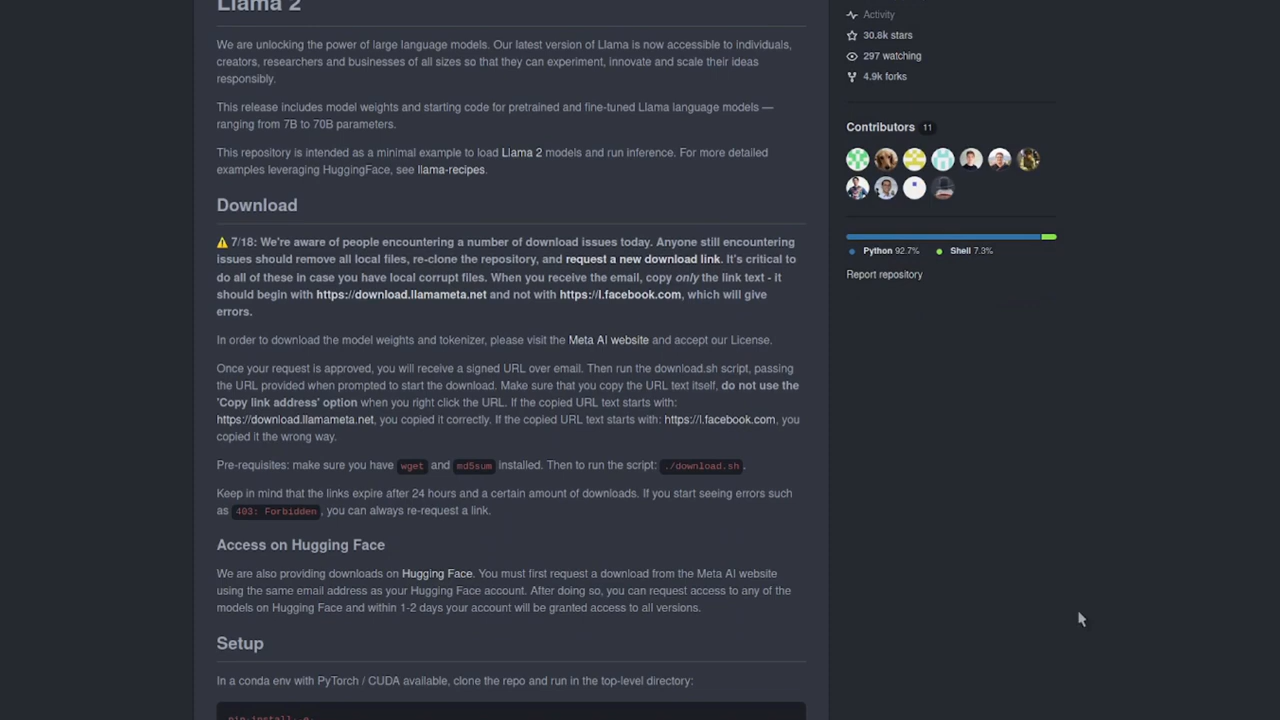 Llama 2
We are unlocking the power of large language models. Our latest version of Llama is now accessible to individuals,
creators, researchers and businesses of all sizes so that they can experiment, innovate and scale their ideas
responsibly.
This release includes model weights and starting code for pretrained and fine-tuned Llama language models —
ranging from 7B to 70B parameters.
This repository is intended as a minimal example to load Llama 2 models and run inference. For more detailed
examples leveraging HuggingFace, see llama-recipes.
Download
⚠️ 7/18: We're aware of people encountering a number of download issues today. Anyone still encountering
issues should remove all local files, re-clone the repository, and request a new download link. It's critical to
do all of these in case you have local corrupt files. When you receive the email, copy only the link text - it
should begin with https://download.llamameta.net and not with https://l.facebook.com, which will give
errors.
In order to download the model weights and tokenizer, please visit the Meta AI website and accept our License.
Once your request is approved, you will receive a signed URL over email. Then run the download.sh script, passing
the URL provided when prompted to start the download. Make sure that you copy the URL text itself, do not use the
'Copy link address' option when you right click the URL. If the copied URL text starts with:
https://download.llamameta.net, you copied it correctly. If the copied URL text starts with: https://l.facebook.com, you
copied it the wrong way.
Pre-requisites: make sure you have wget and md5sum installed. Then to run the script: ./download.sh.
Keep in mind that the links expire after 24 hours and a certain amount of downloads. If you start seeing errors such
as 403: Forbidden, you can always re-request a link.
Access on Hugging Face
We are also providing downloads on Hugging Face. You must first request a download from the Meta AI website
using the same email address as your Hugging Face account. After doing so, you can request access to any of the
models on Hugging Face and within 1-2 days your account will be granted access to all versions.
Setup
In a conda env with PyTorch / CUDA available, clone the repo and run in the top-level directory:
Activity
30.8k stars
297 watching
4.9k forks
Contributors 11
Python 92.7% Shell 7.3%
Report repository